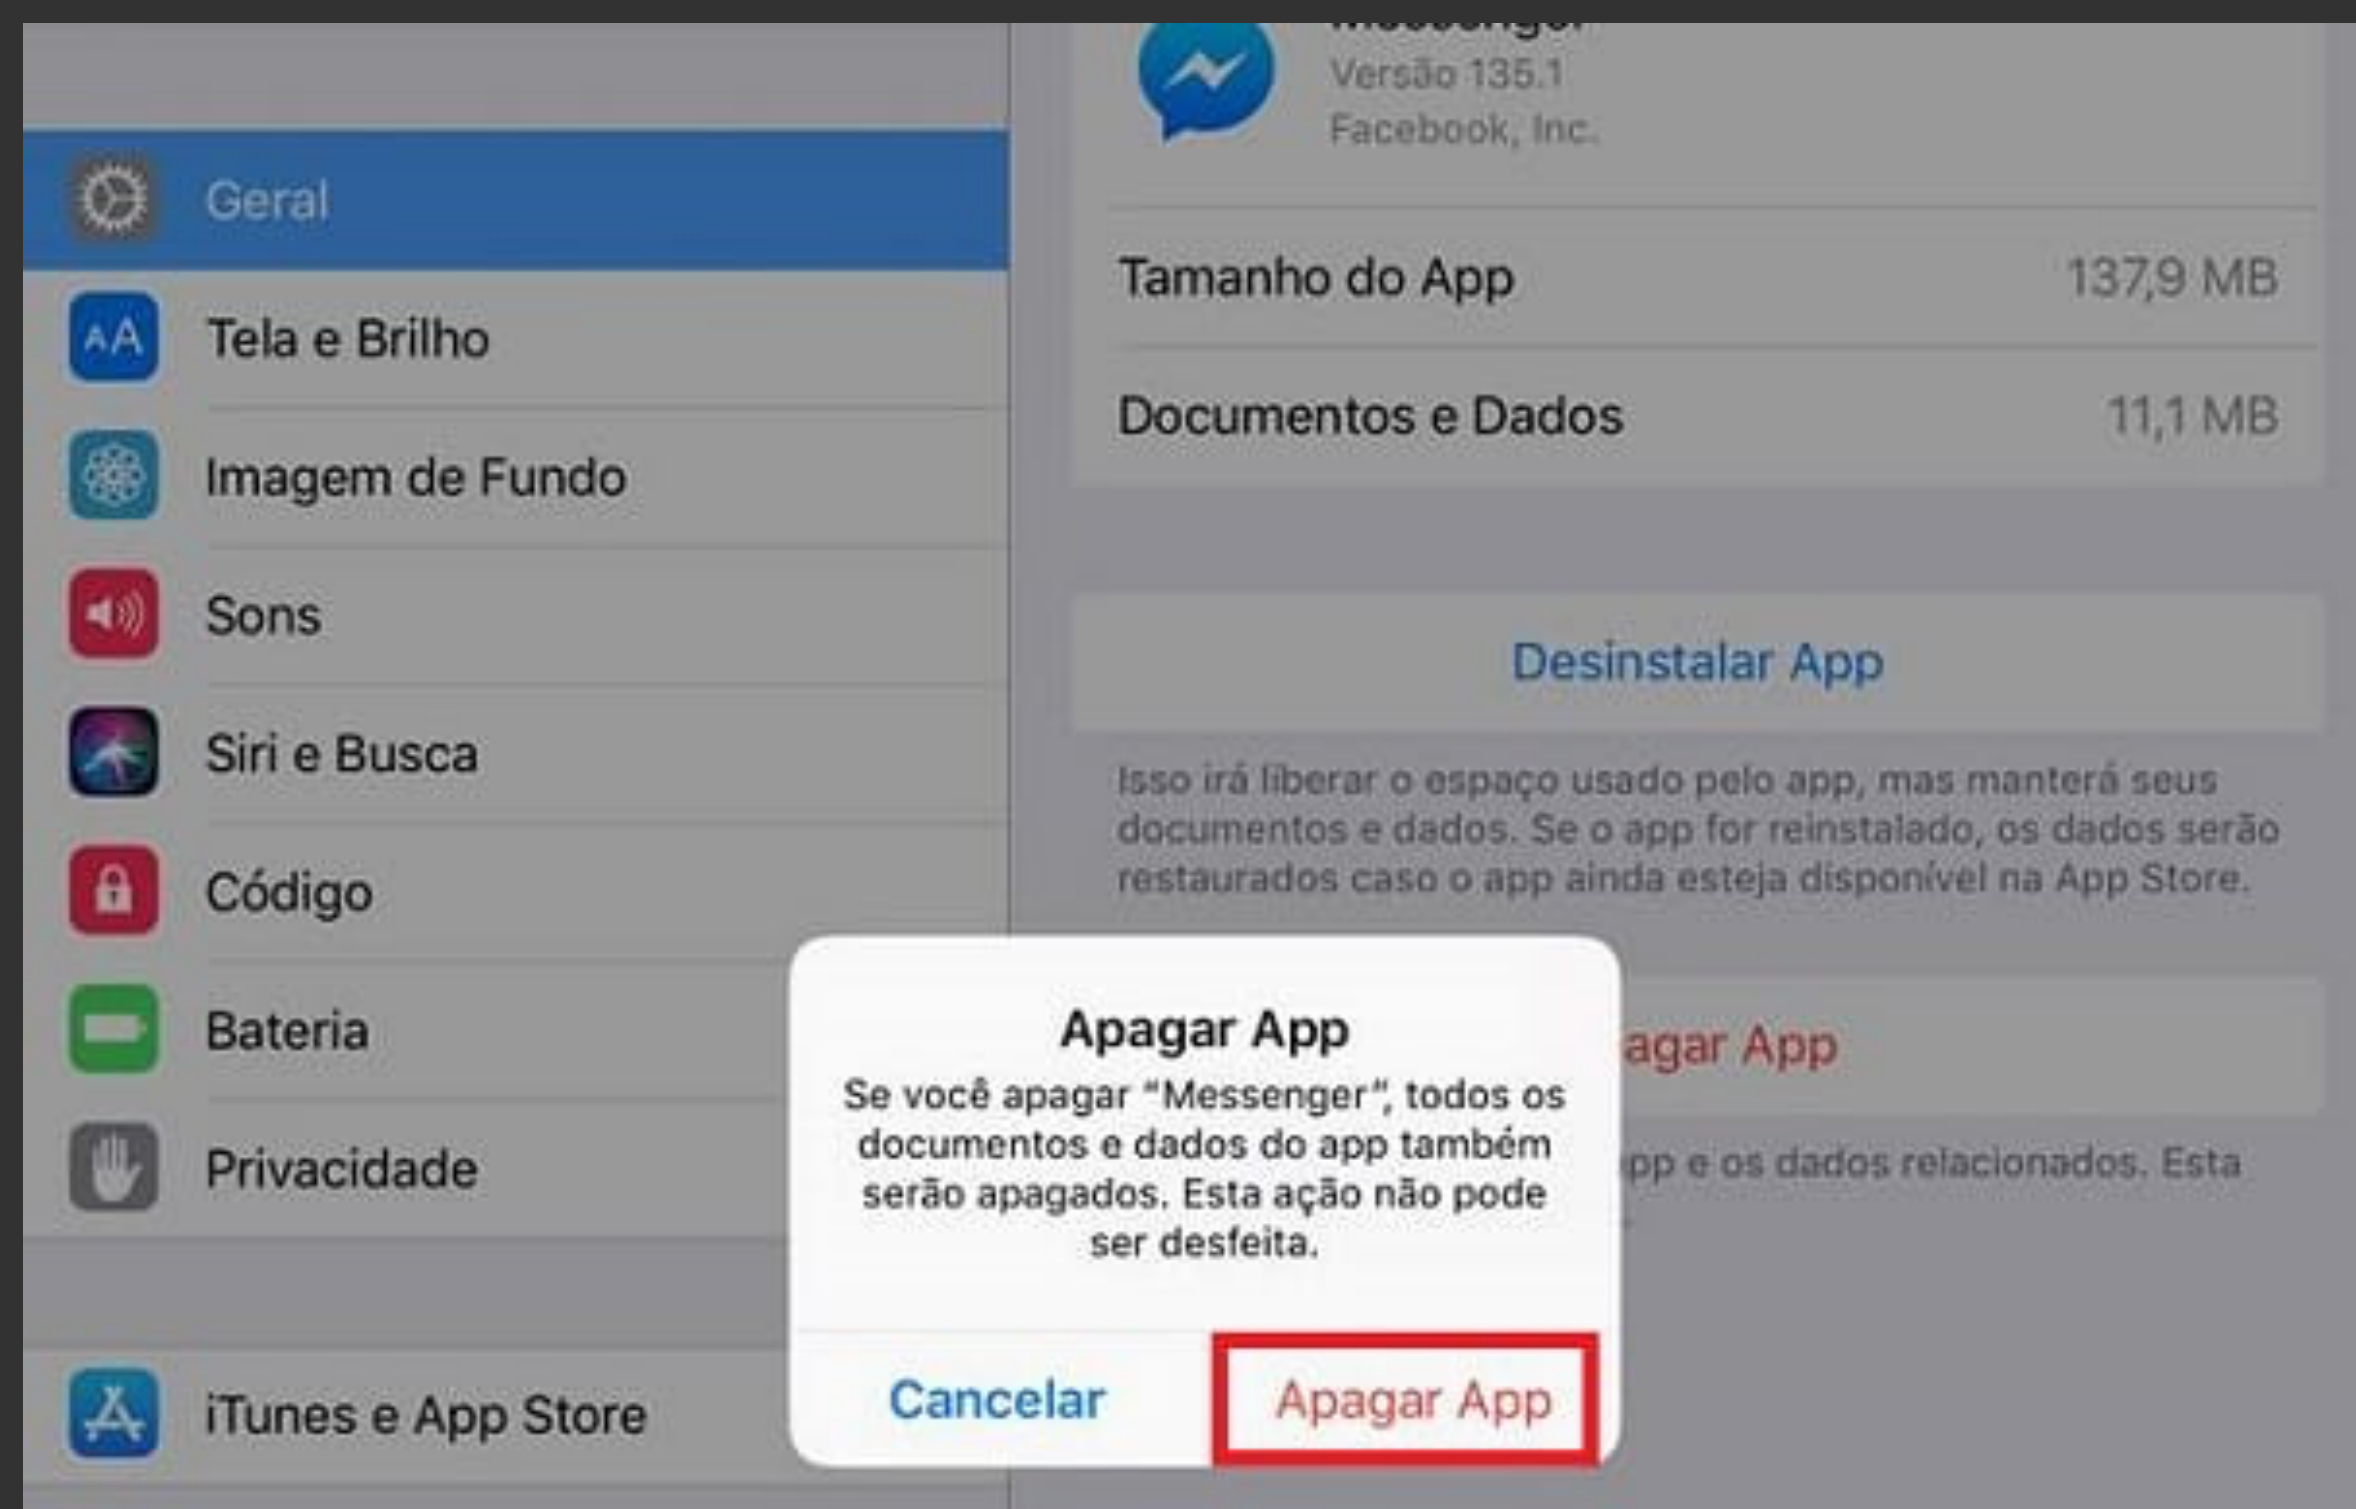 Geral
Tela e Brilho
Imagem de Fundo
Sons
Siri e Busca
Código
Bateria
Privacidade
iTunes e App Store
Messenger
Versão 135.1
Facebook, Inc.
Tamanho do App 137,9 MB
Documentos e Dados 11,1 MB
Desinstalar App
Isso irá liberar o espaço usado pelo app, mas manterá seus
documentos e dados. Se o app for reinstalado, os dados serão
restaurados caso o app ainda esteja disponível na App Store.
agar App
pp e os dados relacionados. Esta
Apagar App
Se você apagar “Messenger”, todos os
documentos e dados do app também
serão apagados. Esta ação não pode
ser desfeita.
Cancelar
Apagar App